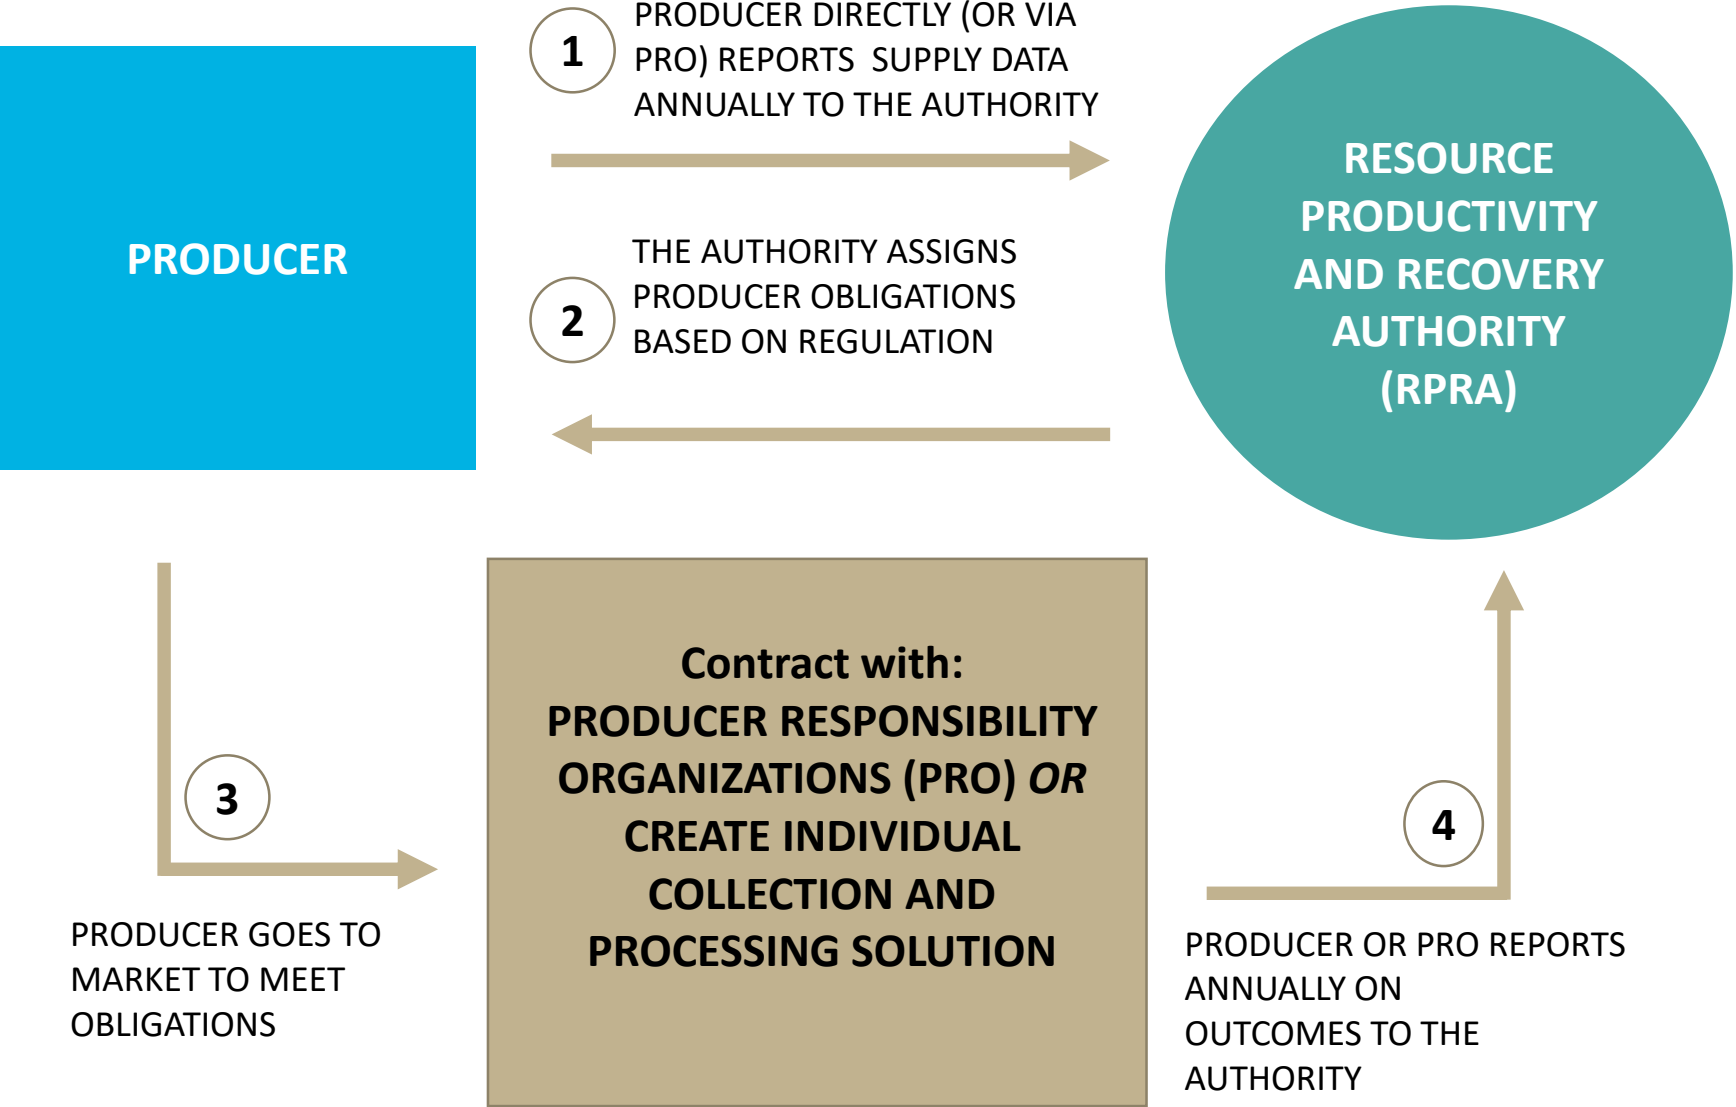 1
PRODUCER DIRECTLY (OR VIA
PRO) REPORTS SUPPLY DATA
ANNUALLY TO THE AUTHORITY
PRODUCER
RESOURCE
PRODUCTIVITY
AND RECOVERY
AUTHORITY
(RPRA)
2
THE AUTHORITY ASSIGNS
PRODUCER OBLIGATIONS
BASED ON REGULATION
3
PRODUCER GOES TO
MARKET TO MEET
OBLIGATIONS
Contract with:
PRODUCER RESPONSIBILITY
ORGANIZATIONS (PRO) OR
CREATE INDIVIDUAL
COLLECTION AND
PROCESSING SOLUTION
4
PRODUCER OR PRO REPORTS
ANNUALLY ON
OUTCOMES TO THE
AUTHORITY